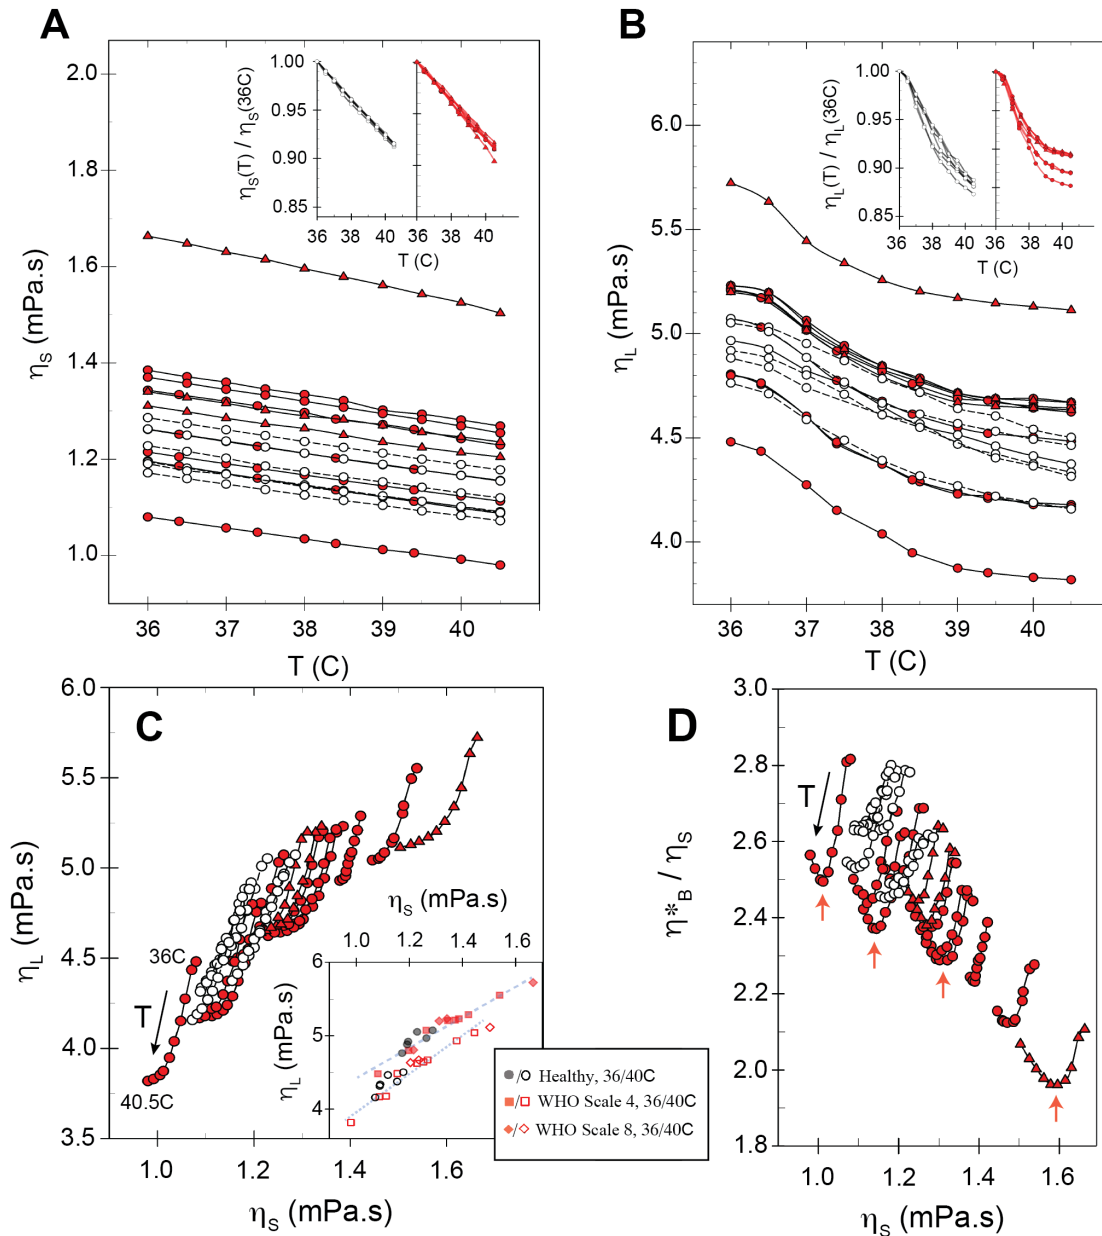 A
2.0
1.8
1.6
1.4
1.2
1.0
ηS (mPa.s)
36
37
38
39
40
T (C)
1.00
0.95
0.90
0.85
ηS(T) / ηS(36C)
36
38
40
36
38
40
T (C)
B
6.0
5.5
5.0
4.5
4.0
ηL (mPa.s)
36
37
38
39
40
T (C)
1.00
0.95
0.90
0.85
ηL(T) / ηL(36C)
36
38
40
36
38
40
T (C)
C
6.0
5.5
5.0
4.5
4.0
3.5
ηL (mPa.s)
36C
T
40.5C
1.0
1.2
1.4
1.6
ηS (mPa.s)
ηS (mPa.s)
1.0
1.2
1.4
1.6
6
5
4
ηL (mPa.s)
/ Healthy, 36/40C
/ WHO Scale 4, 36/40C
/ WHO Scale 8, 36/40C
D
3.0
2.8
2.6
2.4
2.2
2.0
1.8
η*B / ηS
T
1.0
1.2
1.4
1.6
ηS (mPa.s)